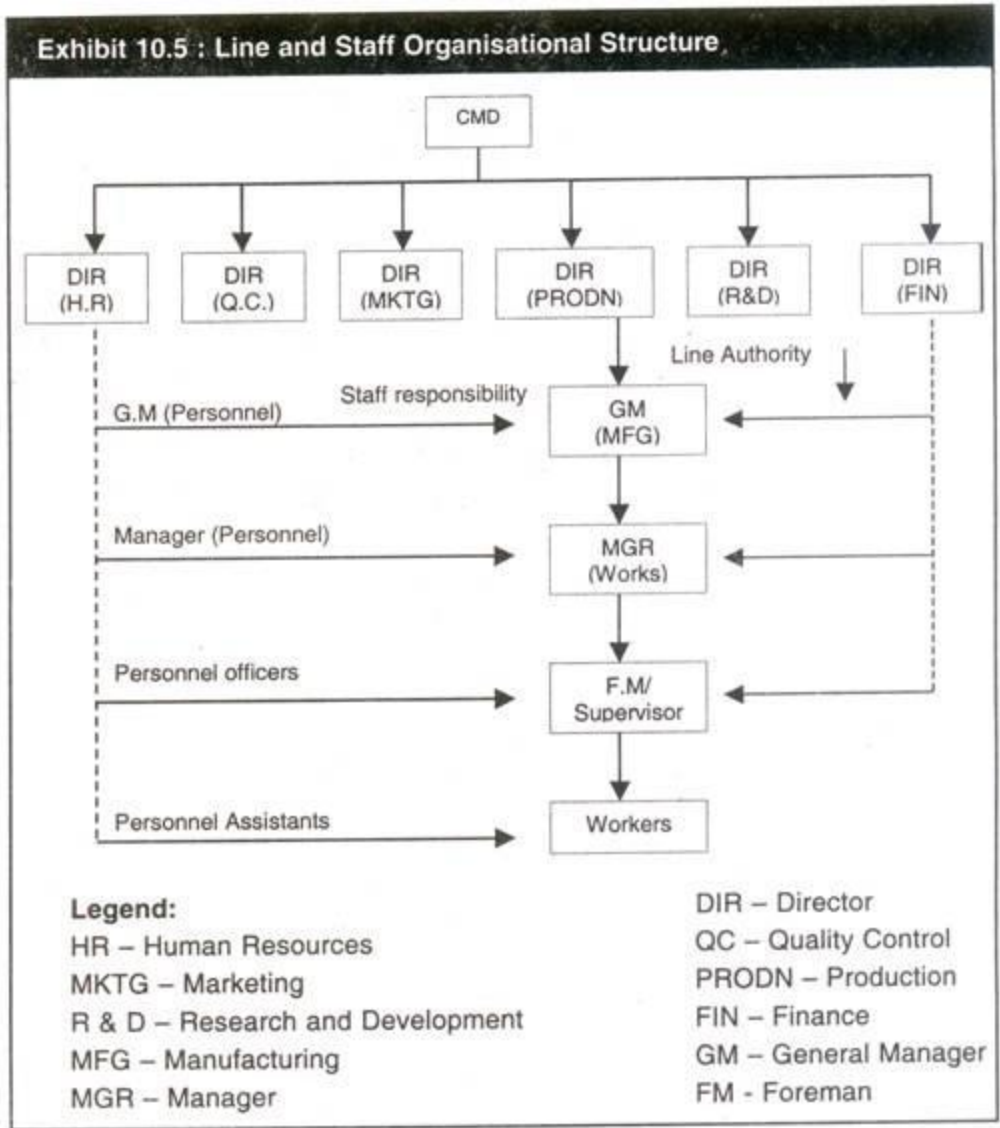 Exhibit 10.5 : Line and Staff Organisational Structure
CMD
DIR
(H.R)
DIR
(Q.C.)
DIR
(MKTG)
DIR
(PRODN)
DIR
(R&D)
DIR
(FIN)
Line Authority
Staff responsibility
G.M (Personnel)
GM
(MFG)
Manager (Personnel)
MGR
(Works)
Personnel officers
F.M/
Supervisor
Personnel Assistants
Workers
Legend:
HR – Human Resources
MKTG – Marketing
R & D – Research and Development
MFG – Manufacturing
MGR – Manager
DIR – Director
QC – Quality Control
PRODN – Production
FIN – Finance
GM – General Manager
FM - Foreman